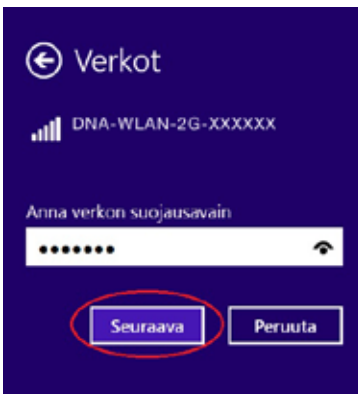 Verkot
DNA-WLAN-2G-XXXXXX
Anna verkon suojausavain
•••••••
Seuraava Peruuta